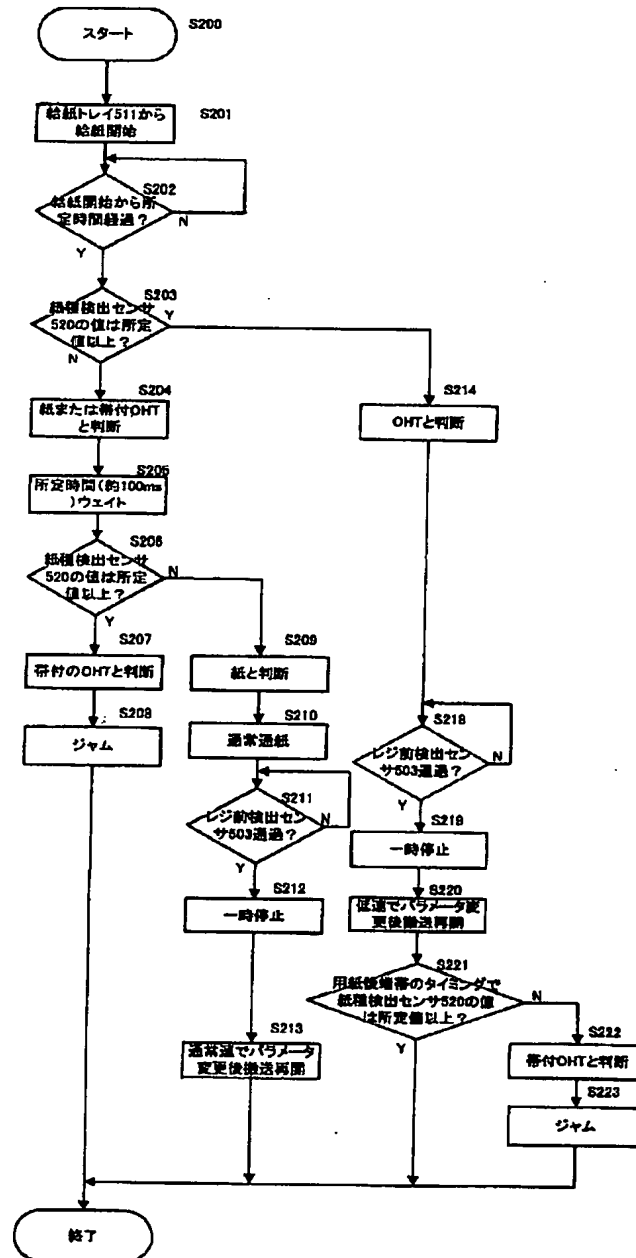 スタート
S200
給紙トレイ511から
給紙開始
S201
S202
給紙開始から所
定時間経過?
N
Y
S203
紙種検出センサ
520の値は所定
値以上?
Y
N
S204
紙または帯付OHT
と判断
S214
OHTと判断
S205
所定時間(約100ms
)ウェイト
S206
紙種検出センサ
520の値は所定
値以上?
N
Y
S207
帯付のOHTと判断
S209
紙と判断
S208
ジャム
S210
通常通紙
S218
レジ前検出セン
サ503通過?
N
Y
S211
レジ前検出セン
サ503通過?
N
Y
S219
一時停止
S212
一時停止
S220
低速でパラメータ変
更後搬送再開
S221
用紙後端帯のタイミングで
紙種検出センサ520の値
は所定値以上?
N
Y
S213
通常速でパラメータ
変更後搬送再開
S222
帯付OHTと判断
S223
ジャム
終了